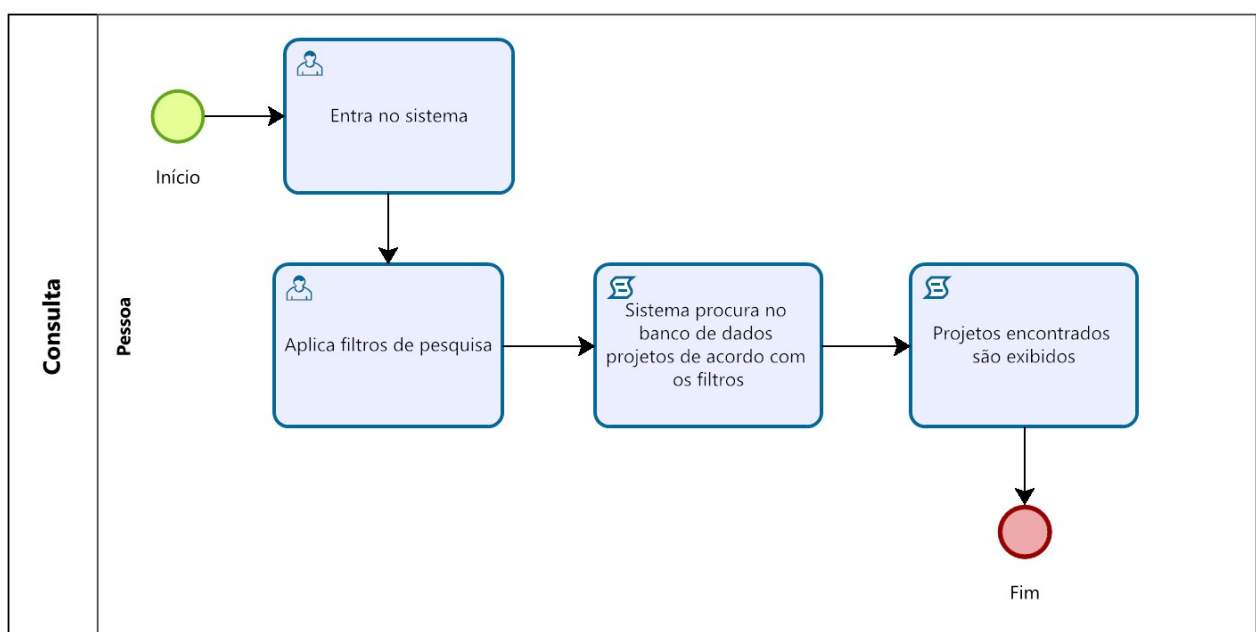 Consulta
Pessoa
Início
Entra no sistema
Aplica filtros de pesquisa
Sistema procura no
banco de dados
projetos de acordo com
os filtros
Projetos encontrados
são exibidos
Fim